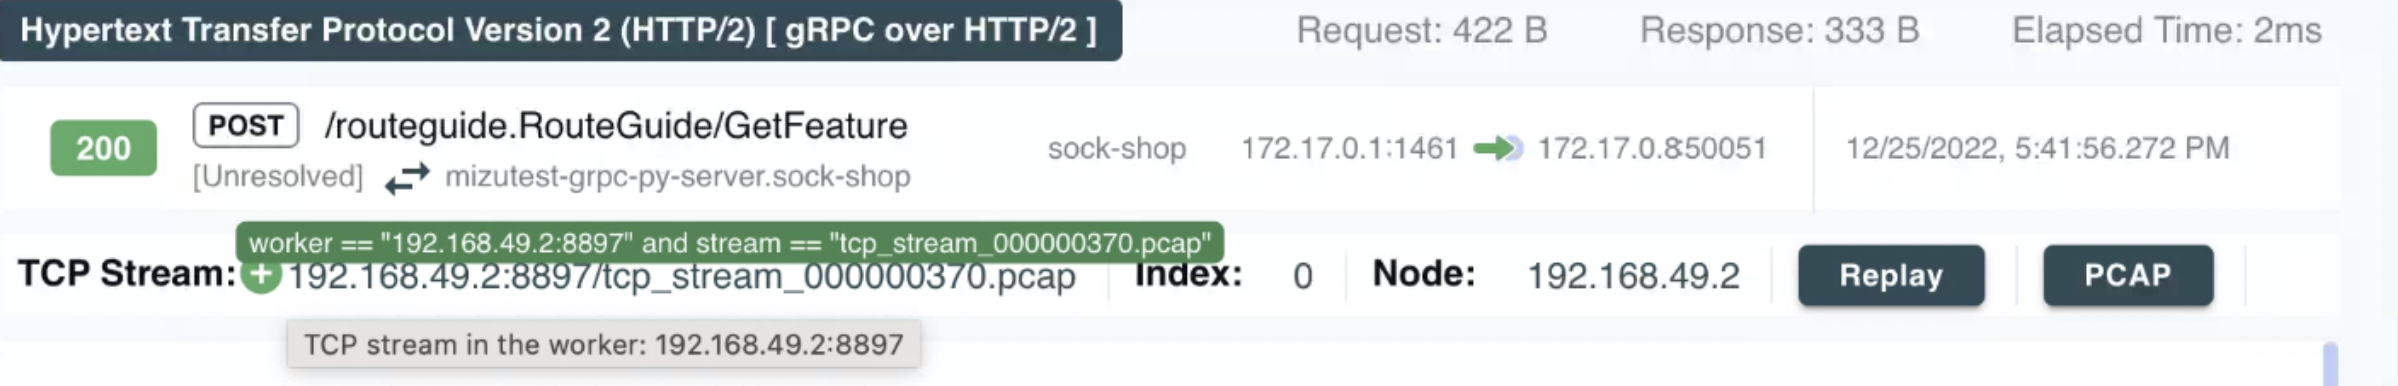 Hypertext Transfer Protocol Version 2 (HTTP/2) [ gRPC over HTTP/2 ] Request: 422 B Response: 333 B Elapsed Time: 2ms
200 POST /routeguide.RouteGuide/GetFeature
[Unresolved] mizutest-grpc-py-server.sock-shop
sock-shop 172.17.0.1:1461 172.17.0.8:50051 12/25/2022, 5:41:56.272 PM
worker == "192.168.49.2:8897" and stream == "tcp_stream_000000370.pcap"
TCP Stream: + 192.168.49.2:8897/tcp_stream_000000370.pcap Index: 0 Node: 192.168.49.2 Replay PCAP
TCP stream in the worker: 192.168.49.2:8897